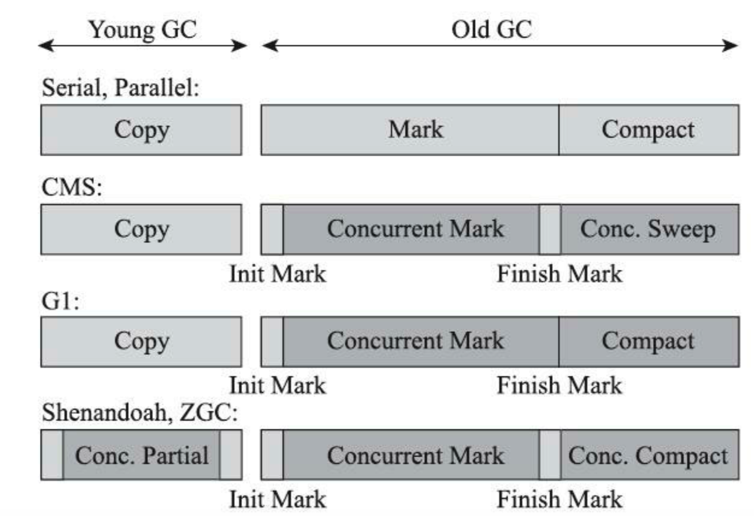 Young GC Old GC
Serial, Parallel:
Copy Mark Compact
CMS:
Copy Concurrent Mark Conc. Sweep
Init Mark Finish Mark
G1:
Copy Concurrent Mark Compact
Init Mark Finish Mark
Shenandoah, ZGC:
Conc. Partial Concurrent Mark Conc. Compact
Init Mark Finish Mark